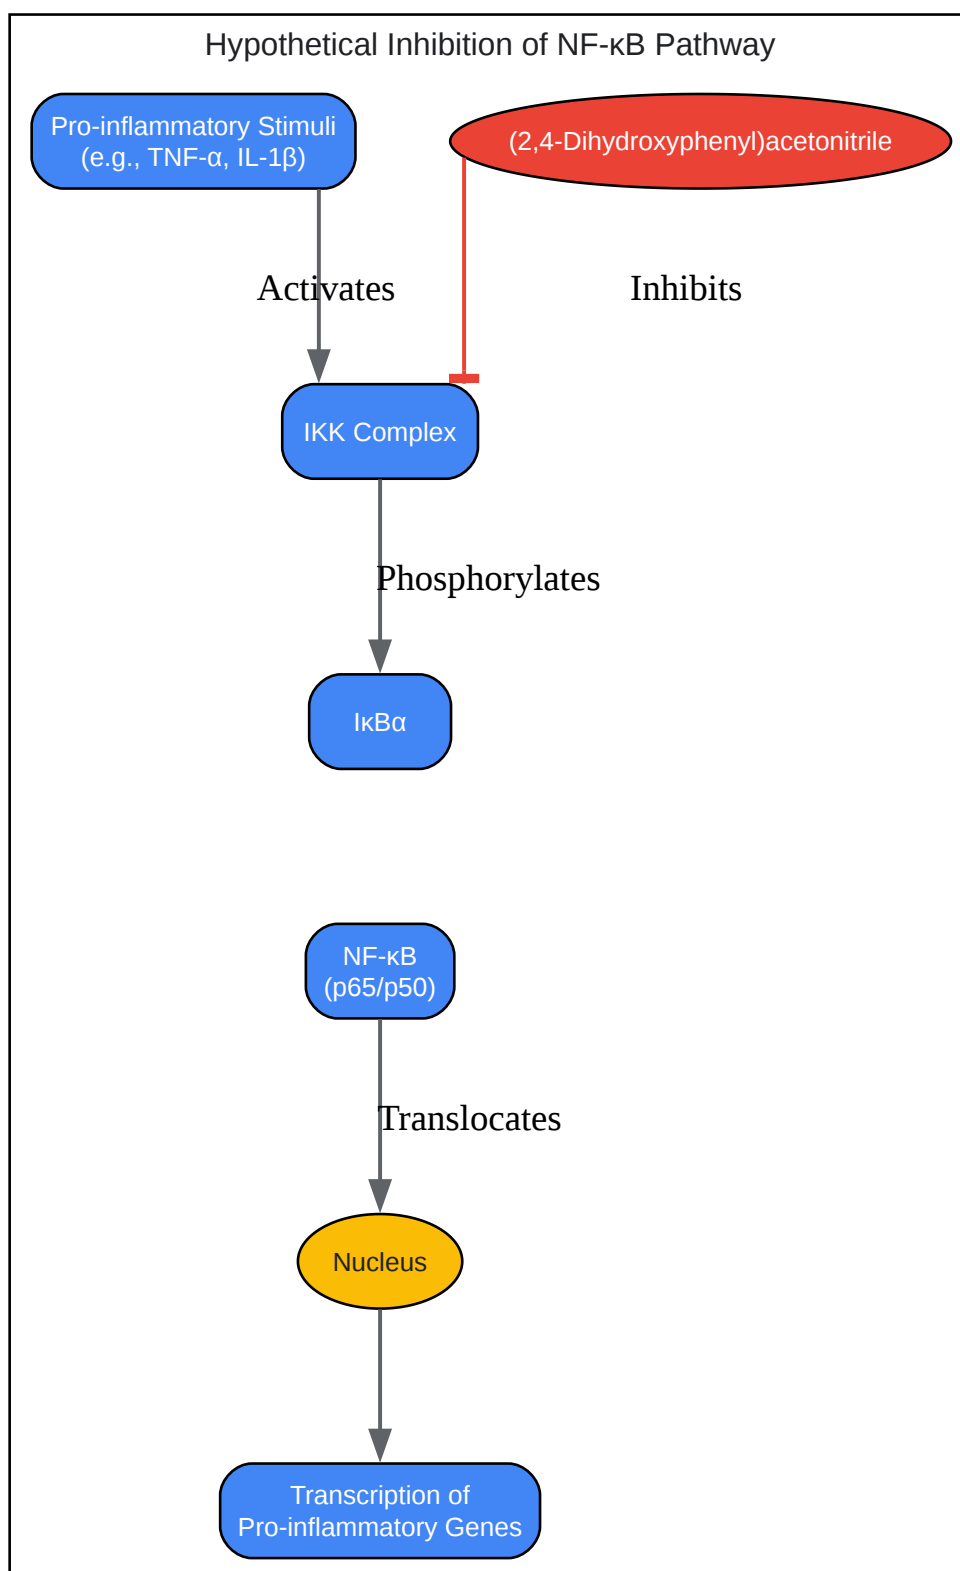 Hypothetical Inhibition of NF-κB Pathway
Pro-inflammatory Stimuli
(e.g., TNF-α, IL-1β)
(2,4-Dihydroxyphenyl)acetonitrile
Activates
Inhibits
IKK Complex
Phosphorylates
IκBα
NF-κB
(p65/p50)
Translocates
Nucleus
Transcription of
Pro-inflammatory Genes